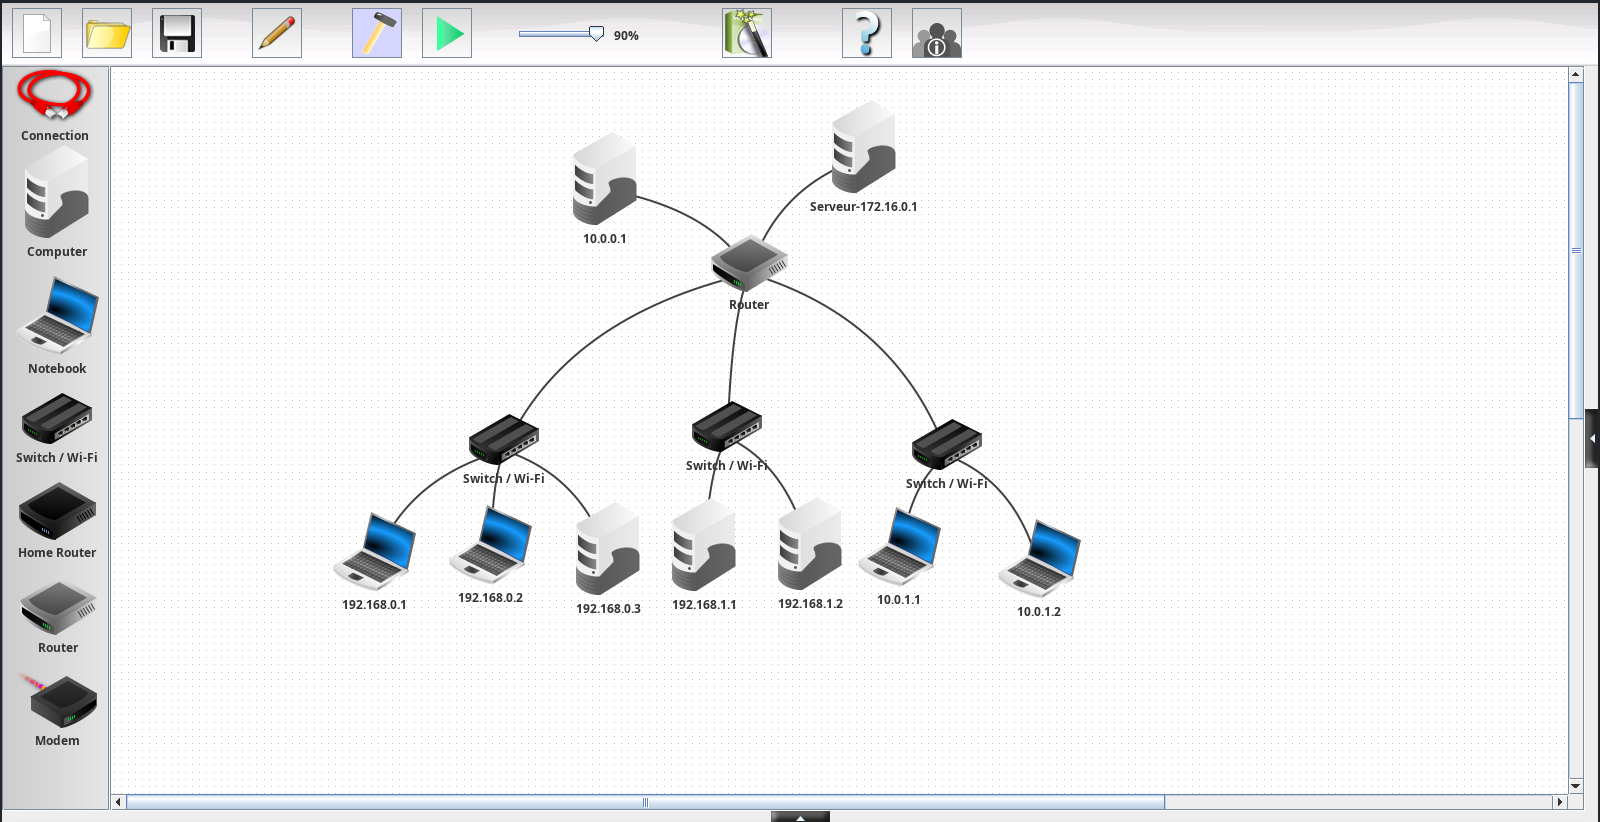 90%
Connection
Computer
Notebook
Switch / Wi-Fi
Home Router
Router
Modem
Serveur-172.16.0.1
10.0.0.1
Router
Switch / Wi-Fi
Switch / Wi-Fi
Switch / Wi-Fi
192.168.0.1
192.168.0.2
192.168.0.3
192.168.1.1
192.168.1.2
10.0.1.1
10.0.1.2